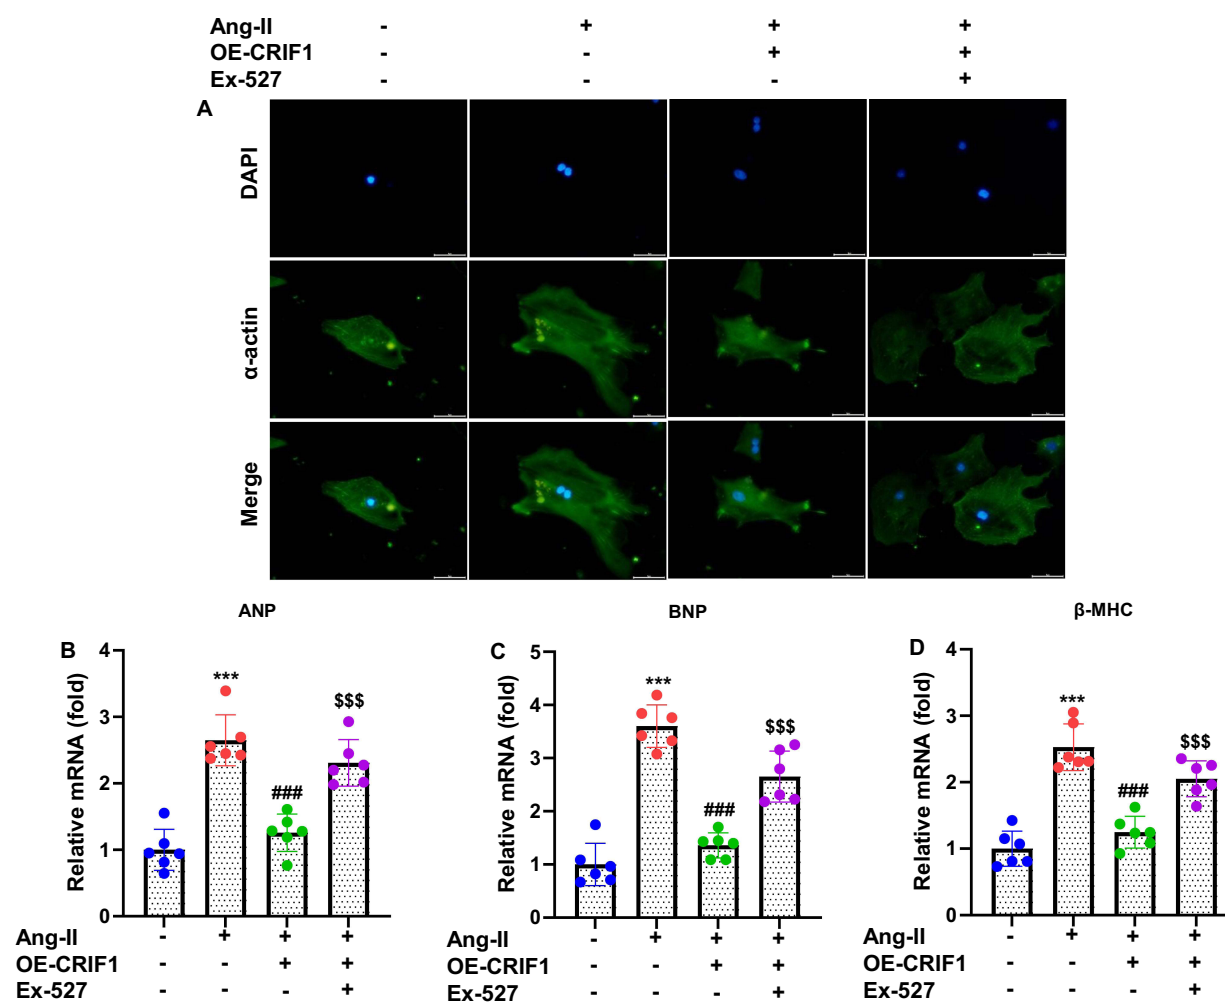 Ang-II - + + +
OE-CRIF1 - - + +
Ex-527 - - - +
A
DAPI
α-actin
Merge
ANP
B
Relative mRNA (fold)
4
3
2
1
0
***
###
$$$
Ang-II - + + +
OE-CRIF1 - - + +
Ex-527 - - - +
BNP
C
Relative mRNA (fold)
5
4
3
2
1
0
***
###
$$$
Ang-II - + + +
OE-CRIF1 - - + +
Ex-527 - - - +
β-MHC
D
Relative mRNA (fold)
4
3
2
1
0
***
###
$$$
Ang-II - + + +
OE-CRIF1 - - + +
Ex-527 - - - +